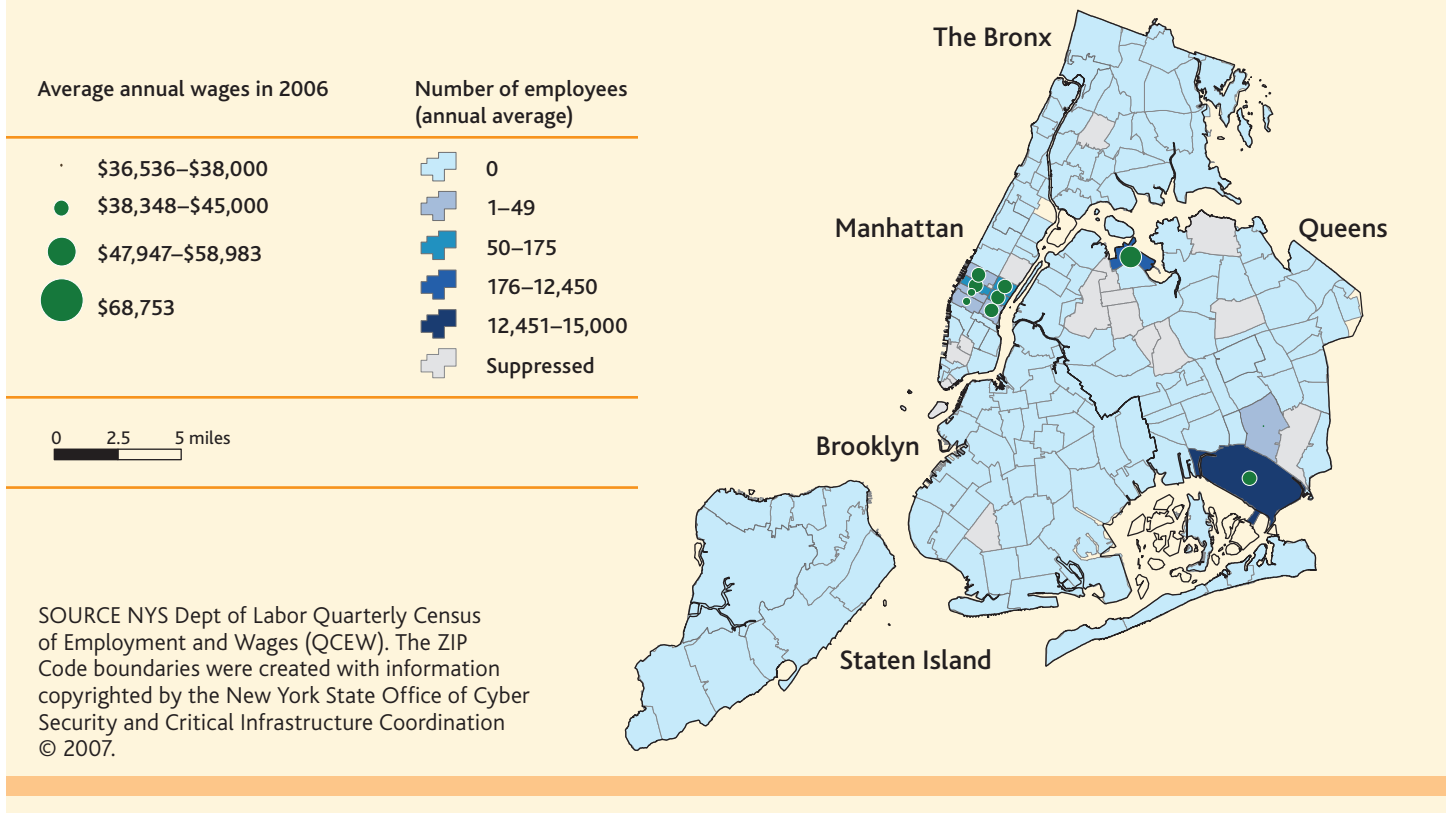 Average annual wages in 2006
$36,536–$38,000
$38,348–$45,000
$47,947–$58,983
$68,753
Number of employees
(annual average)
0
1–49
50–175
176–12,450
12,451–15,000
Suppressed
0 2.5 5 miles
SOURCE NYS Dept of Labor Quarterly Census
of Employment and Wages (QCEW). The ZIP
Code boundaries were created with information
copyrighted by the New York State Office of Cyber
Security and Critical Infrastructure Coordination
© 2007.
The Bronx
Manhattan
Queens
Brooklyn
Staten Island